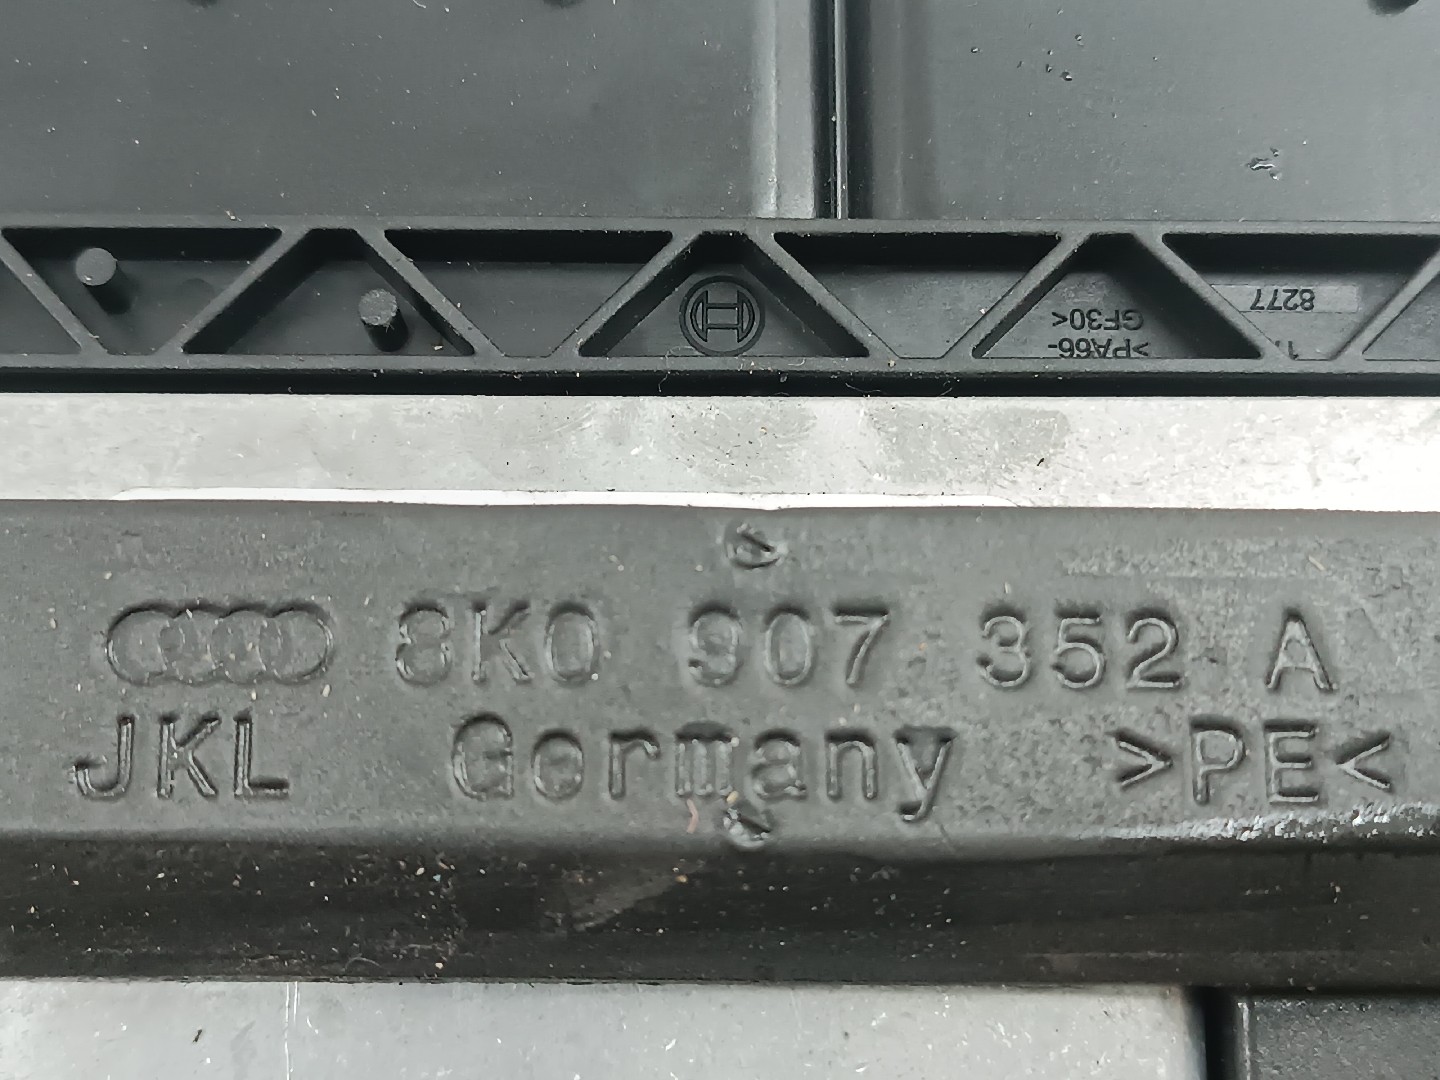 8277
>PA66-
GF30<
8K0 907 352 A
JKL Germany >PE<